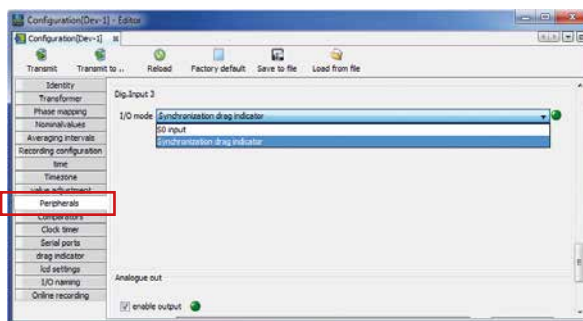 Configuration[Dev-1] - Editor
Configuration[Dev-1]
Transmit Transmit to .. Reload Factory default Save to file Load from file
Identity
Transformer
Phase mapping
Nominalvalues
Averaging intervals
Recording configuration
time
Timezone
value adjustment
Peripherals
Comparators
Clock timer
Serial ports
drag indicator
lcd settings
I/O naming
Online recording
Dig.Input 3
I/O mode Synchronization drag indicator
S0 input
Synchronization drag indicator
Analogue out
enable output